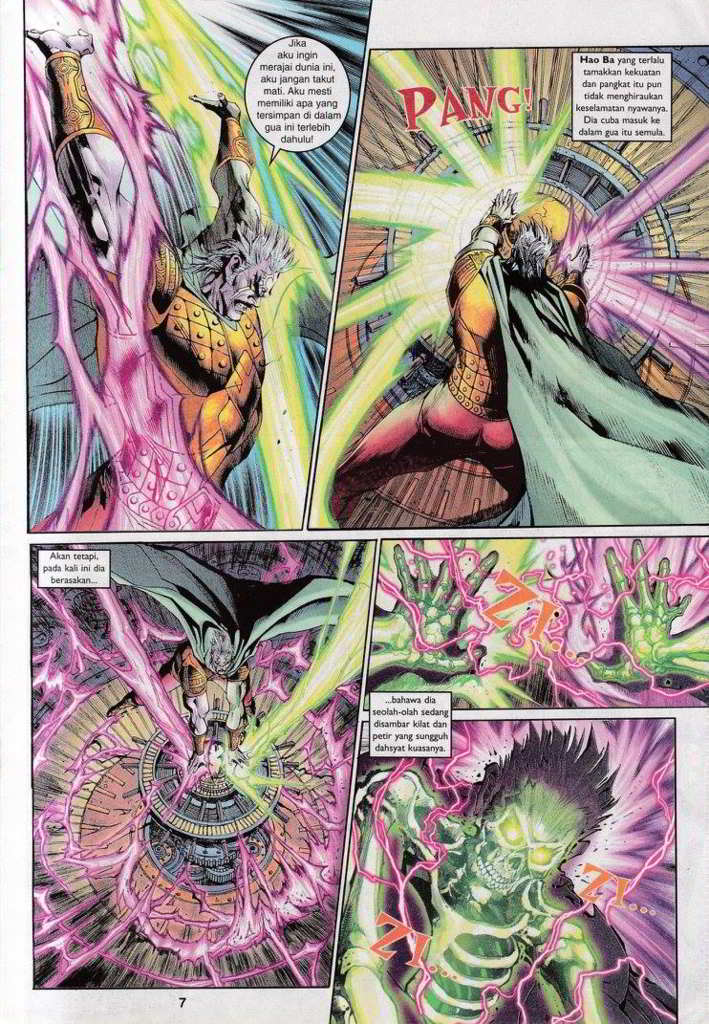 Jika
aku ingin
merajai dunia ini,
aku jangan takut
mati. Aku mesti
memiliki apa yang
tersimpan di dalam
gua ini terlebih
dahulu!
PANG!
Hao Ba yang terlalu
tamakkan kekuatan
dan pangkat itu pun
tidak menghiraukan
keselamatan nyawanya.
Dia cuba masuk ke
dalam gua itu semula.
Akan tetapi,
pada kali ini dia
berasakan...
ZY...
...bahawa dia
seolah-olah sedang
disambar kilat dan
petir yang sungguh
dahsyat kuasanya.
ZY...
ZY...
7